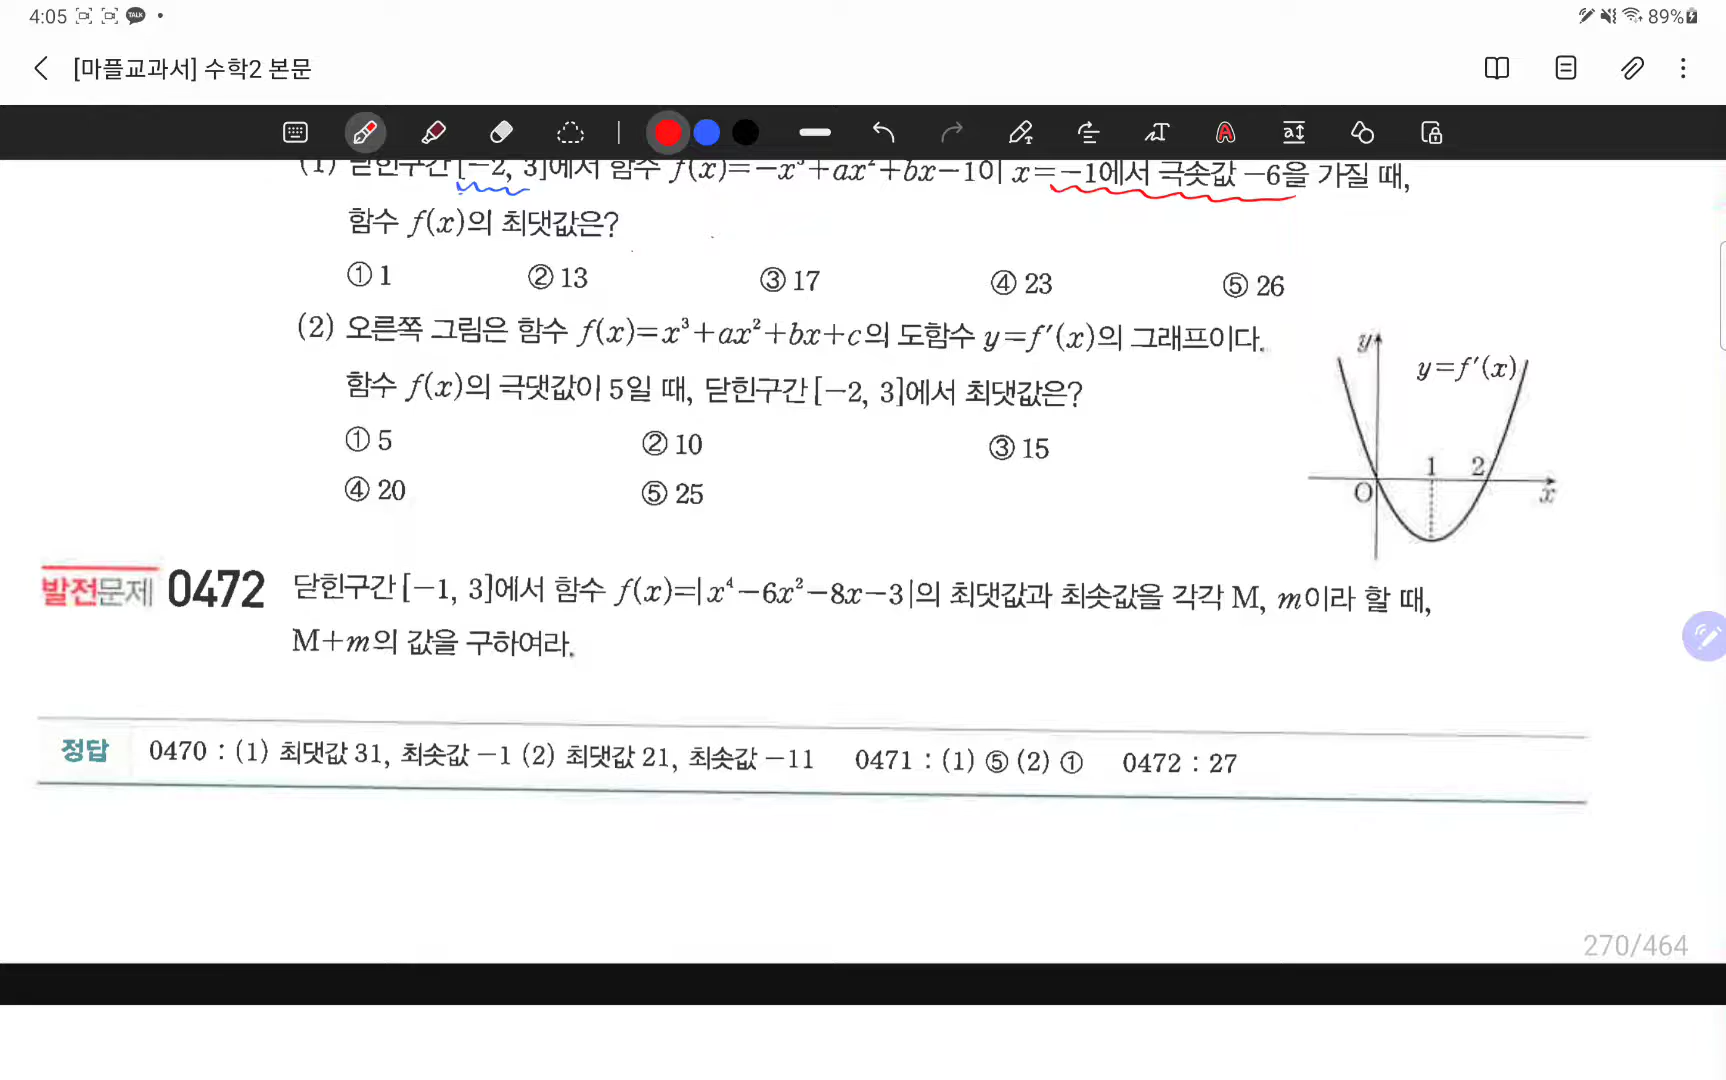 4:05 TALK 89%
[마플교과서] 수학2 본문
(1) 닫힌구간 [−2, 3]에서 함수 f(x)=−x³+ax²+bx−1이 x=−1에서 극솟값 −6을 가질 때,
함수 f(x)의 최댓값은?
① 1 ② 13 ③ 17 ④ 23 ⑤ 26
(2) 오른쪽 그림은 함수 f(x)=x³+ax²+bx+c의 도함수 y=f′(x)의 그래프이다.
함수 f(x)의 극댓값이 5일 때, 닫힌구간 [−2, 3]에서 최댓값은?
① 5 ② 10 ③ 15
④ 20 ⑤ 25
y y=f′(x)
1 2
O x
발전문제 0472 닫힌구간 [−1, 3]에서 함수 f(x)=|x⁴−6x²−8x−3|의 최댓값과 최솟값을 각각 M, m이라 할 때,
M+m의 값을 구하여라.
정답 0470 : (1) 최댓값 31, 최솟값 −1 (2) 최댓값 21, 최솟값 −11 0471 : (1) ⑤ (2) ① 0472 : 27
270/464